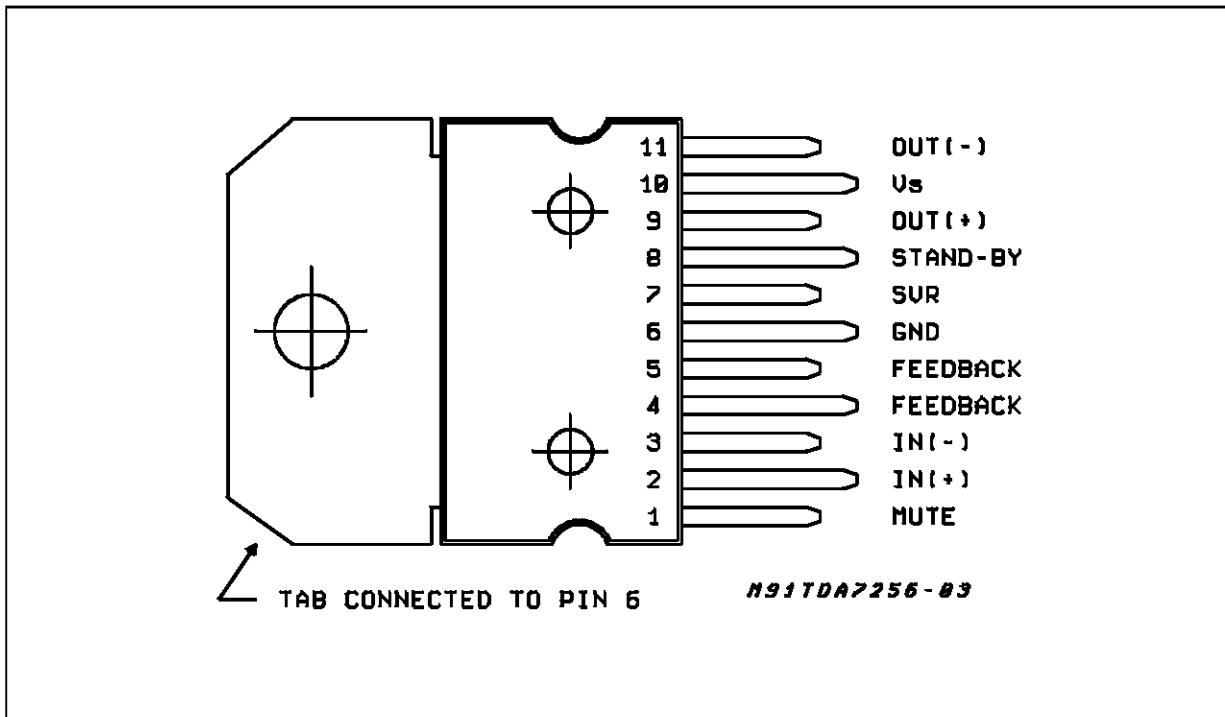 11 OUT(-)
10 Vs
9 OUT(+)
8 STAND-BY
7 SVR
6 GND
5 FEEDBACK
4 FEEDBACK
3 IN(-)
2 IN(+)
1 MUTE
TAB CONNECTED TO PIN 6
M91TDA7256-03